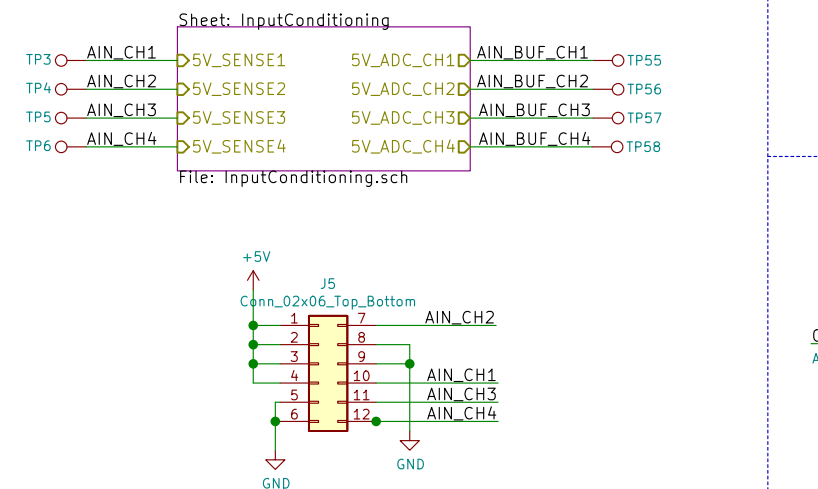 Sheet: InputConditioning
TP3 AIN_CH1 5V_SENSE1 5V_ADC_CH1 AIN_BUF_CH1 TP55
TP4 AIN_CH2 5V_SENSE2 5V_ADC_CH2 AIN_BUF_CH2 TP56
TP5 AIN_CH3 5V_SENSE3 5V_ADC_CH3 AIN_BUF_CH3 TP57
TP6 AIN_CH4 5V_SENSE4 5V_ADC_CH4 AIN_BUF_CH4 TP58
File: InputConditioning.sch
+5V
J5
Conn_02x06_Top_Bottom
1 7 AIN_CH2
2 8
3 9
4 10 AIN_CH1
5 11 AIN_CH3
6 12 AIN_CH4
GND
GND